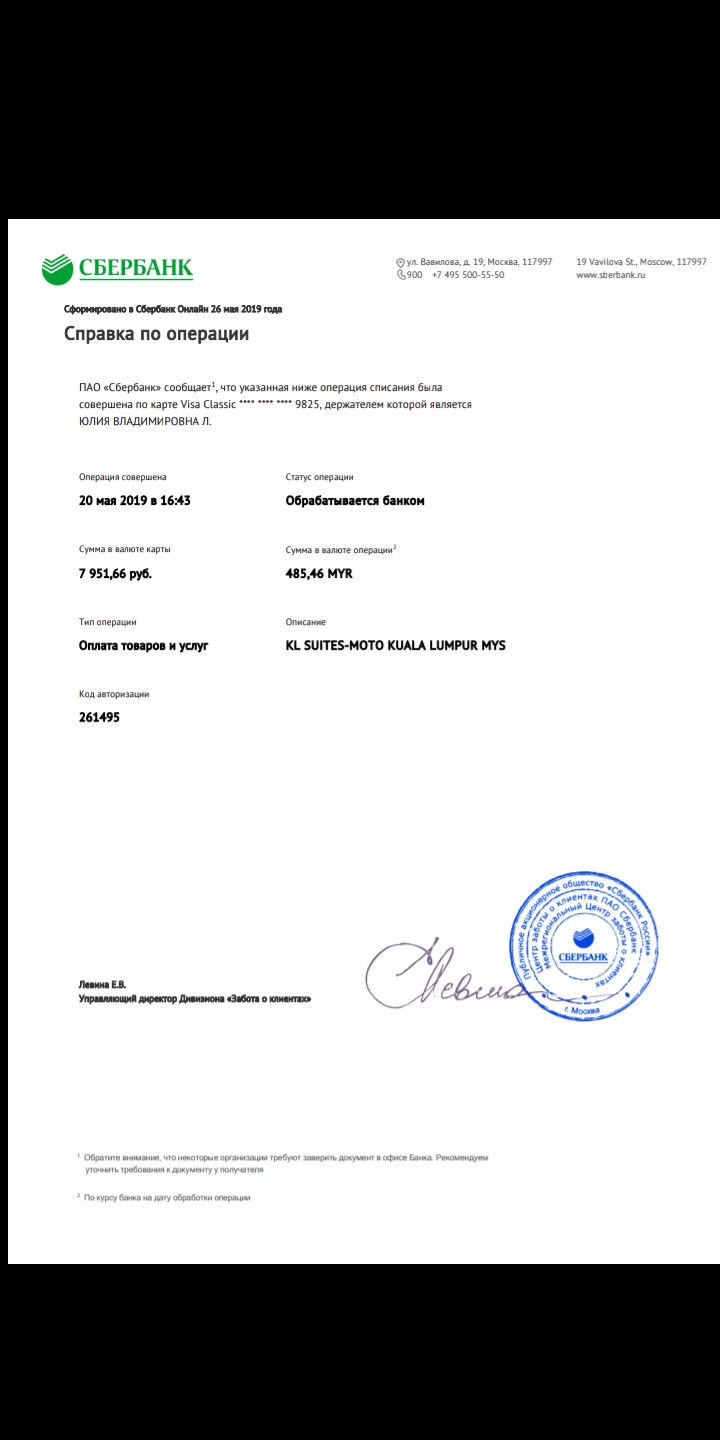 СБЕРБАНК
ул. Вавилова, д. 19, Москва, 117997
900 +7 495 500-55-50
19 Vavilova St., Moscow, 117997
www.sberbank.ru
Сформировано в Сбербанк Онлайн 26 мая 2019 года
Справка по операции
ПАО «Сбербанк» сообщает¹, что указанная ниже операция списания была
совершена по карте Visa Classic **** **** **** 9825, держателем которой является
ЮЛИЯ ВЛАДИМИРОВНА Л.
Операция совершена
20 мая 2019 в 16:43
Статус операции
Обрабатывается банком
Сумма в валюте карты
7 951,66 руб.
Сумма в валюте операции²
485,46 MYR
Тип операции
Оплата товаров и услуг
Описание
KL SUITES-MOTO KUALA LUMPUR MYS
Код авторизации
261495
Левина Е.В.
Управляющий директор Дивизиона «Забота о клиентах»
Левина
Публичное акционерное общество «Сбербанк России»
Центр заботы о клиентах ПАО Сбербанк
Межрегиональный Центр заботы о клиентах
СБЕРБАНК
г. Москва
¹ Обратите внимание, что некоторые организации требуют заверить документ в офисе Банка. Рекомендуем
уточнить требования к документу у получателя
² По курсу банка на дату обработки операции